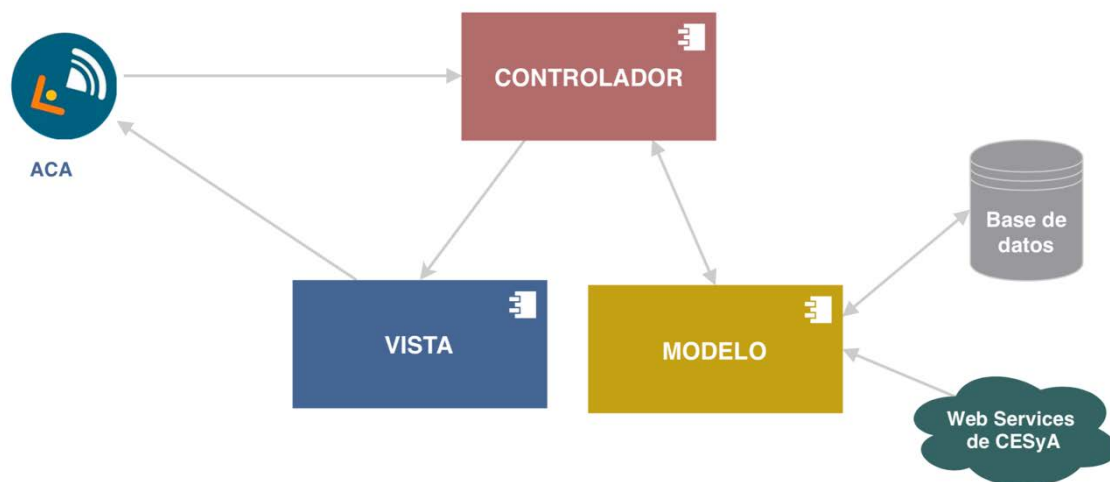 CONTROLADOR
ACA
Base de
datos
VISTA
MODELO
Web Services
de CESyA